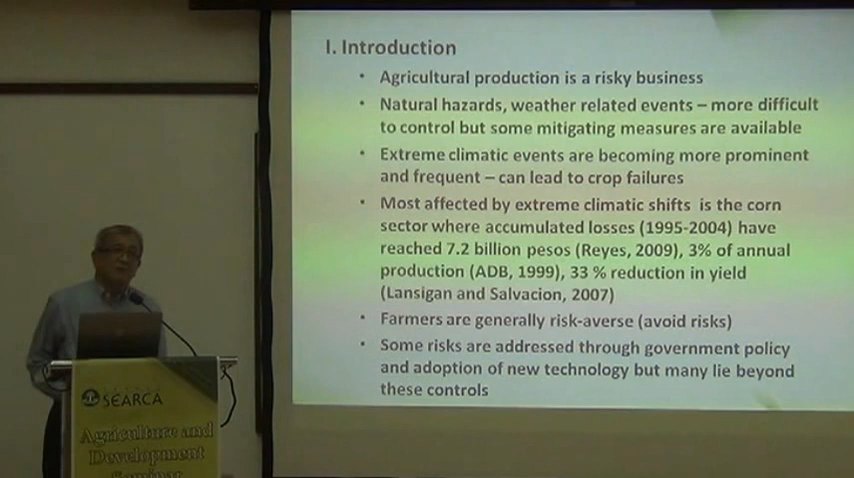 I. Introduction
• Agricultural production is a risky business
• Natural hazards, weather related events – more difficult
to control but some mitigating measures are available
• Extreme climatic events are becoming more prominent
and frequent – can lead to crop failures
• Most affected by extreme climatic shifts is the corn
sector where accumulated losses (1995-2004) have
reached 7.2 billion pesos (Reyes, 2009), 3% of annual
production (ADB, 1999), 33 % reduction in yield
(Lansigan and Salvacion, 2007)
• Farmers are generally risk-averse (avoid risks)
• Some risks are addressed through government policy
and adoption of new technology but many lie beyond
these controls
SEARCA
Agriculture and
Development
Seminar